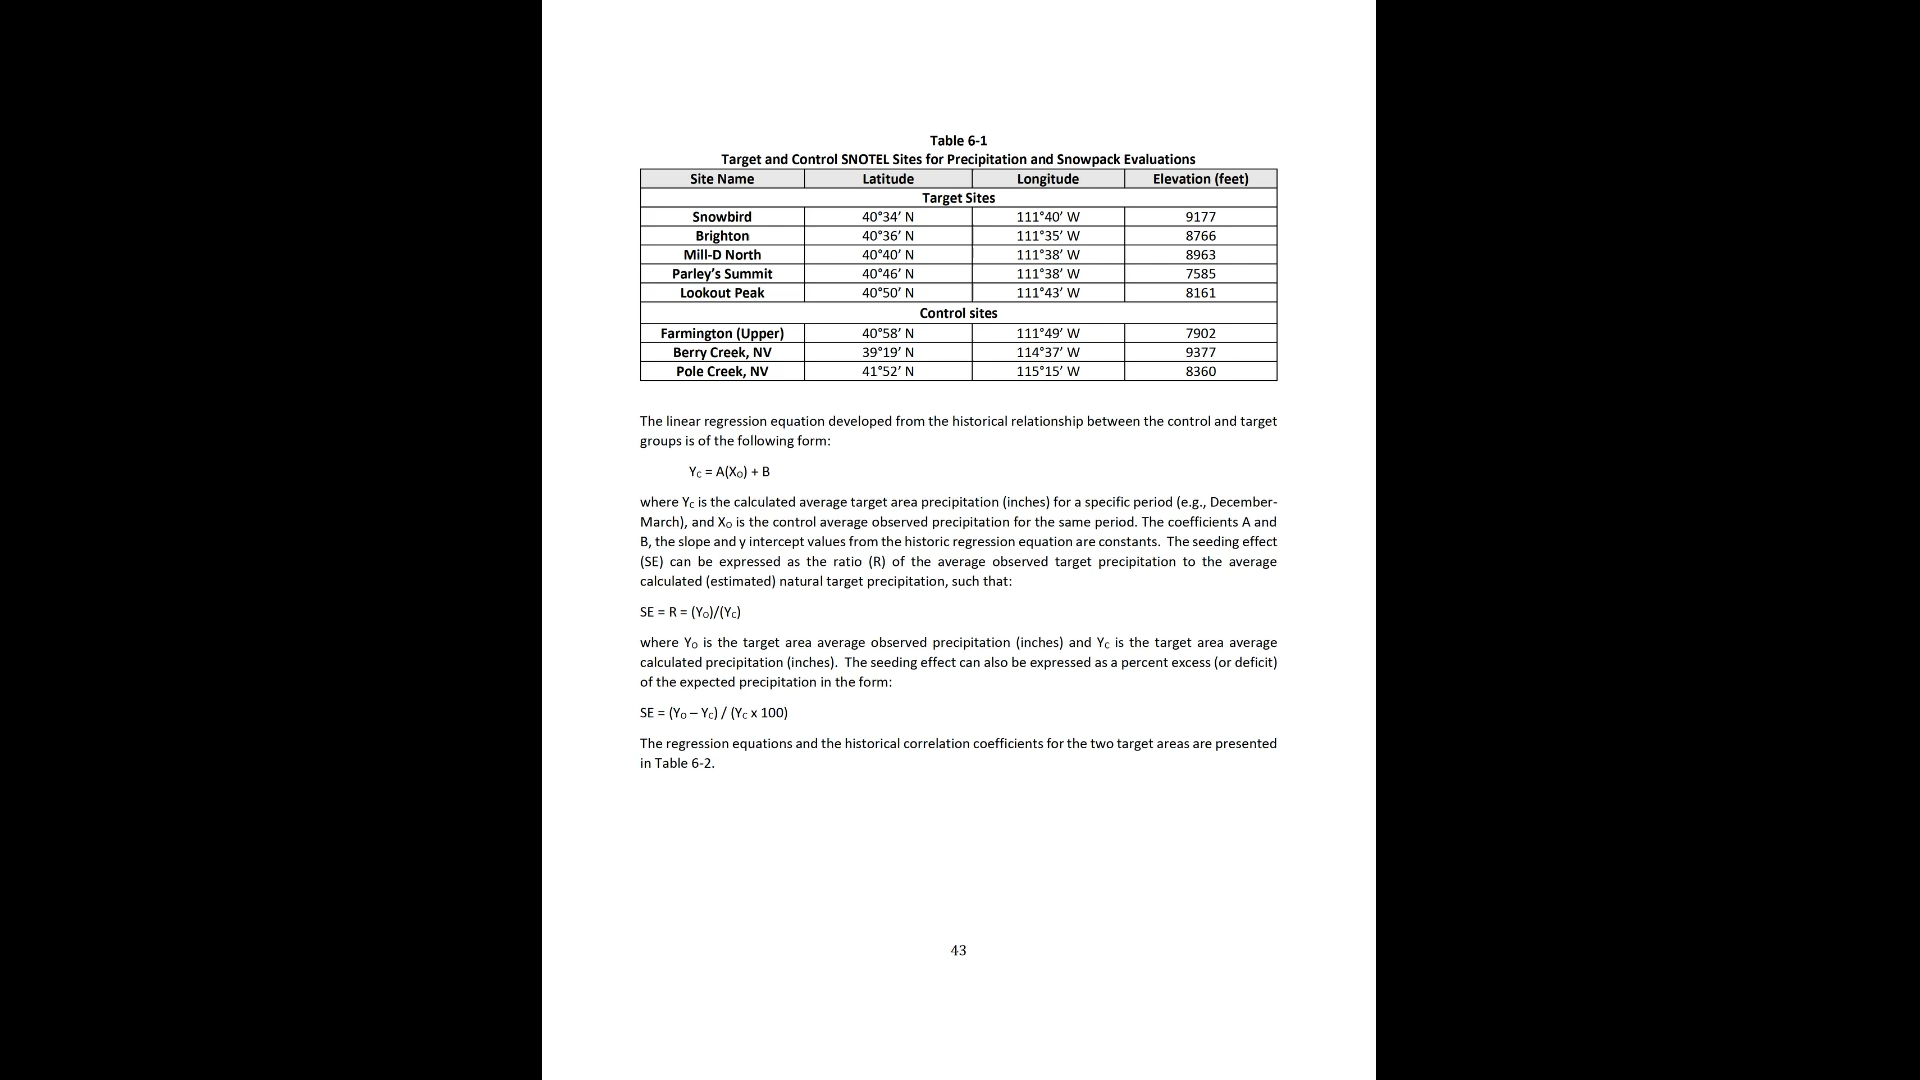 Table 6-1
Target and Control SNOTEL Sites for Precipitation and Snowpack Evaluations
Site Name Latitude Longitude Elevation (feet)
Target Sites
Snowbird 40°34’ N 111°40’ W 9177
Brighton 40°36’ N 111°35’ W 8766
Mill-D North 40°40’ N 111°38’ W 8963
Parley’s Summit 40°46’ N 111°38’ W 7585
Lookout Peak 40°50’ N 111°43’ W 8161
Control sites
Farmington (Upper) 40°58’ N 111°49’ W 7902
Berry Creek, NV 39°19’ N 114°37’ W 9377
Pole Creek, NV 41°52’ N 115°15’ W 8360
The linear regression equation developed from the historical relationship between the control and target
groups is of the following form:
YC = A(XO) + B
where YC is the calculated average target area precipitation (inches) for a specific period (e.g., December-
March), and XO is the control average observed precipitation for the same period. The coefficients A and
B, the slope and y intercept values from the historic regression equation are constants. The seeding effect
(SE) can be expressed as the ratio (R) of the average observed target precipitation to the average
calculated (estimated) natural target precipitation, such that:
SE = R = (YO)/(YC)
where YO is the target area average observed precipitation (inches) and YC is the target area average
calculated precipitation (inches). The seeding effect can also be expressed as a percent excess (or deficit)
of the expected precipitation in the form:
SE = (YO – YC) / (YC x 100)
The regression equations and the historical correlation coefficients for the two target areas are presented
in Table 6-2.
43